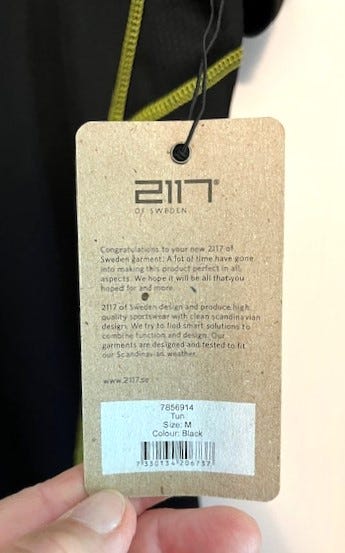 2117®
OF SWEDEN
Congratulations to your new 2117 of
Sweden garment. A lot of time have gone
into making this product perfect in all
aspects. We hope it will be all that you
hoped for and more.
2117 of Sweden design and produce high
quality sportswear with clean scandinavian
design. We try to find smart solutions to
combine function and design. Our
garments are designed and tested to fit
our Scandinavian weather.
www.2117.se
7856914
Tun
Size: M
Colour: Black
7330134206737